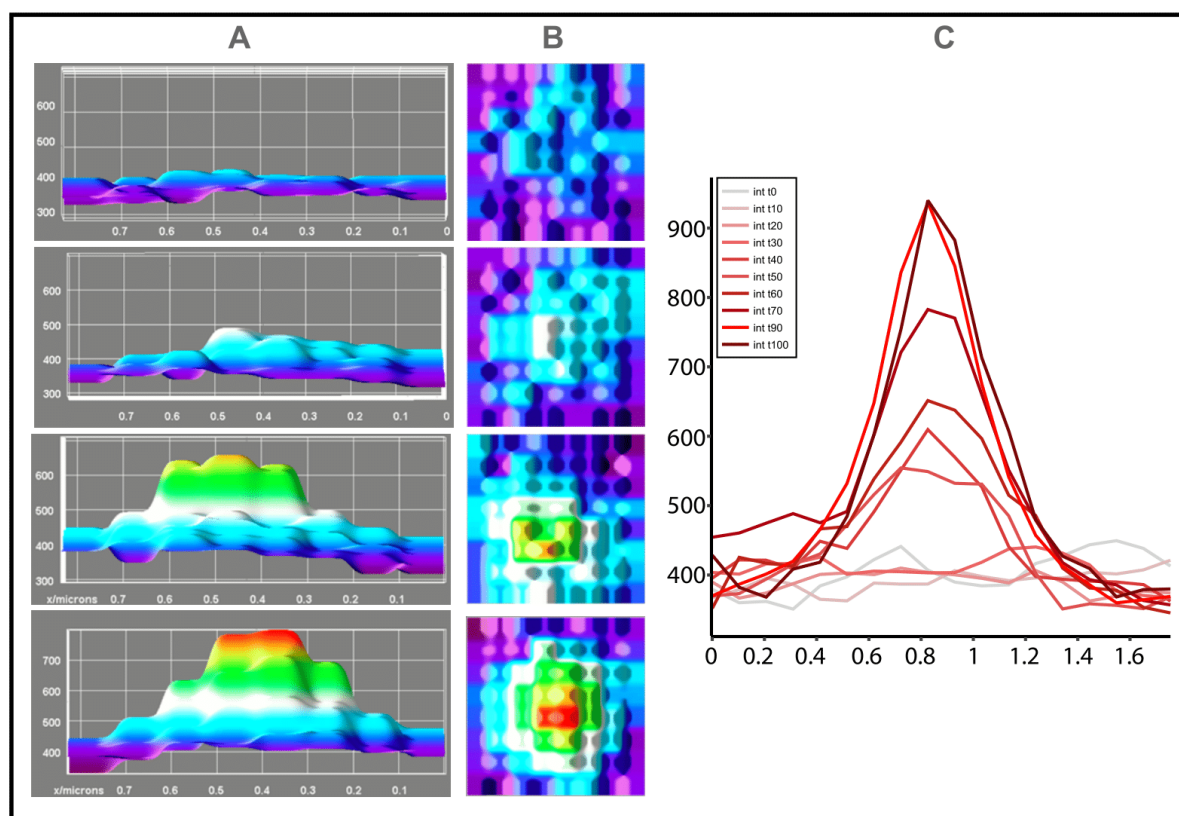 A
B
C
600
500
400
300
0.7 0.6 0.5 0.4 0.3 0.2 0.1 0
600
500
400
300
0.7 0.6 0.5 0.4 0.3 0.2 0.1 0
600
500
400
300
x/microns 0.7 0.6 0.5 0.4 0.3 0.2 0.1
700
600
500
400
x/microns 0.7 0.6 0.5 0.4 0.3 0.2 0.1
int t0
int t10
int t20
int t30
int t40
int t50
int t60
int t70
int t90
int t100
900
800
700
600
500
400
0 0.2 0.4 0.6 0.8 1 1.2 1.4 1.6